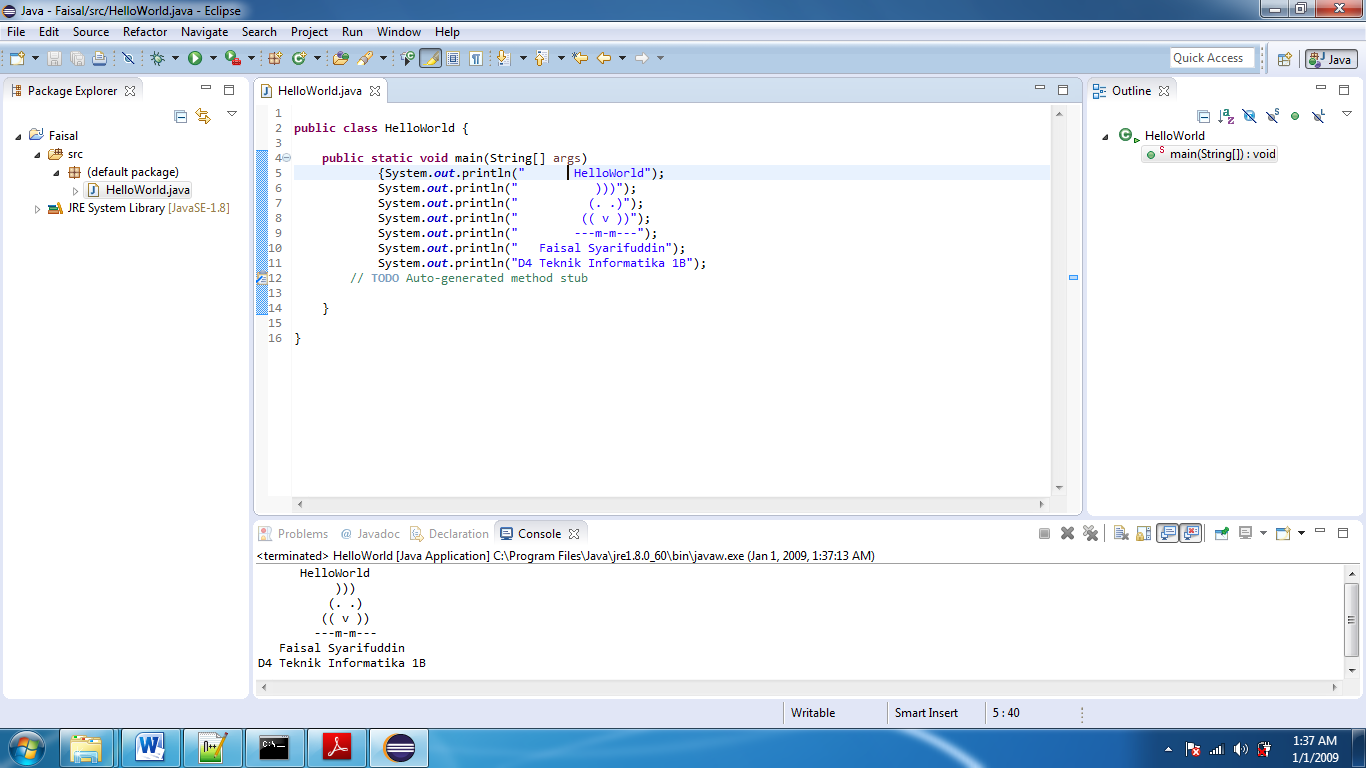 Java - Faisal/src/HelloWorld.java - Eclipse
File Edit Source Refactor Navigate Search Project Run Window Help
Quick Access Java
Package Explorer
Faisal
src
(default package)
HelloWorld.java
JRE System Library [JavaSE-1.8]
HelloWorld.java
1
2 public class HelloWorld {
3
4     public static void main(String[] args)
5             {System.out.println("       HelloWorld");
6             System.out.println("           )))");
7             System.out.println("          (. .)");
8             System.out.println("         (( v ))");
9             System.out.println("        ---m-m---");
10             System.out.println("   Faisal Syarifuddin");
11             System.out.println("D4 Teknik Informatika 1B");
12         // TODO Auto-generated method stub
13
14     }
15
16 }
Outline
HelloWorld
main(String[]) : void
Problems @ Javadoc Declaration Console
<terminated> HelloWorld [Java Application] C:\Program Files\Java\jre1.8.0_60\bin\javaw.exe (Jan 1, 2009, 1:37:13 AM)
      HelloWorld
           )))
          (. .)
         (( v ))
        ---m-m---
   Faisal Syarifuddin
D4 Teknik Informatika 1B
Writable Smart Insert 5 : 40
1:37 AM
1/1/2009